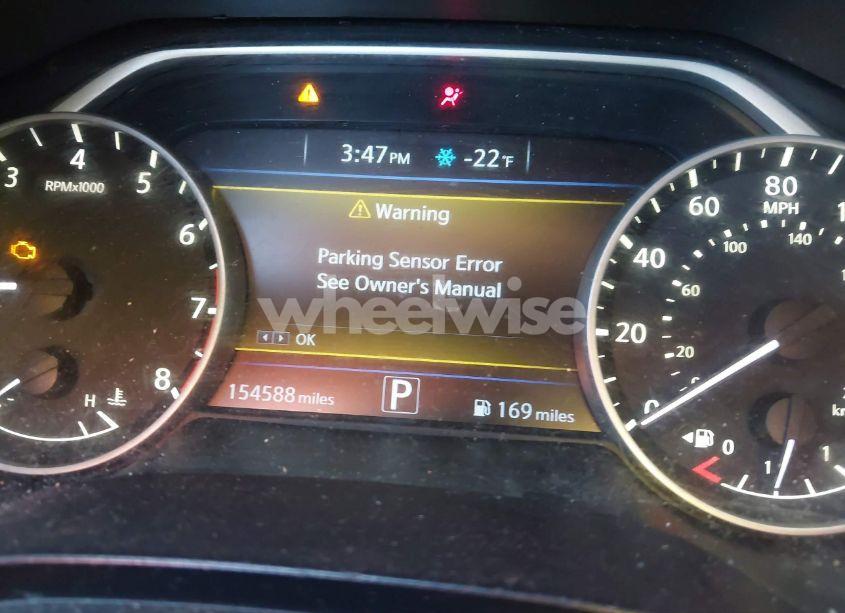 3:47PM -22°F
Warning
Parking Sensor Error
See Owner's Manual
wheelwise
OK
154588 miles P 169 miles
3 4 5 6 7 8
RPMx1000
H
0 20 40 60 80
MPH
20 60 100 140
0 1